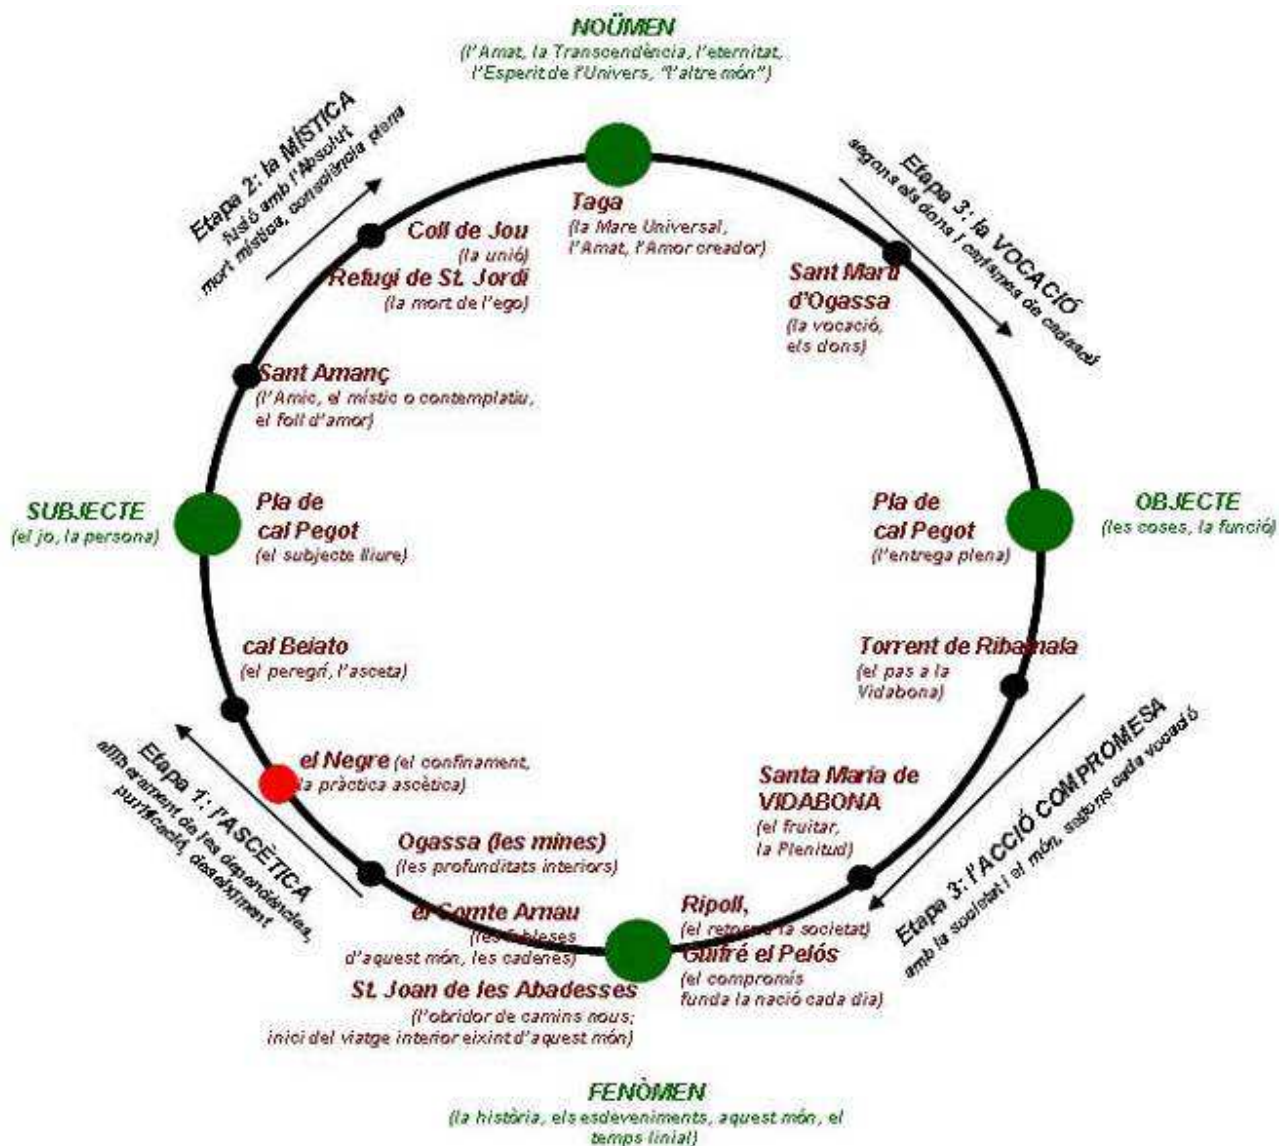 NOÜMEN
(l'Amat, la Transcendència, l'eternitat,
l'Esperit de l'Univers, "l'altre món")
Etapa 2: la MÍSTICA
fusió amb l'Absolut
mort mística, consciència plena
Etapa 3: la VOCACIÓ
segons els dons i carismes de cadascú
Taga
(la Mare Universal,
l'Amat, l'Amor creador)
Coll de Jou
(la unió)
Refugi de St. Jordi
(la mort de l'ego)
Sant Martí
d'Ogassa
(la vocació,
els dons)
Sant Amanç
(l'Amic, el místic o contemplatiu,
el foll d'amor)
SUBJECTE
(el jo, la persona)
Pla de
cal Pegot
(el subjecte lliure)
Pla de
cal Pegot
(l'entrega plena)
OBJECTE
(les coses, la funció)
cal Beiato
(el peregrí, l'asceta)
Torrent de Ribamala
(el pas a la
Vidabona)
el Negre (el confinament,
la pràctica ascètica)
Etapa 1: l'ASCÈTICA
alliberament de les dependències,
purificació, deseiximent
Santa Maria de
VIDABONA
(el fruitar,
la Plenitud)
Etapa 3: l'ACCIÓ COMPROMESA
amb la societat i el món, segons cada vocació
Ogassa (les mines)
(les profunditats interiors)
el Comte Arnau
(les febleses
d'aquest món, les cadenes)
St. Joan de les Abadesses
(l'obridor de camins nous;
inici del viatge interior eixint d'aquest món)
Ripoll,
(el retorn a la societat)
Guifré el Pelós
(el compromís
funda la nació cada dia)
FENÒMEN
(la història, els esdeveniments, aquest món, el
temps linial)